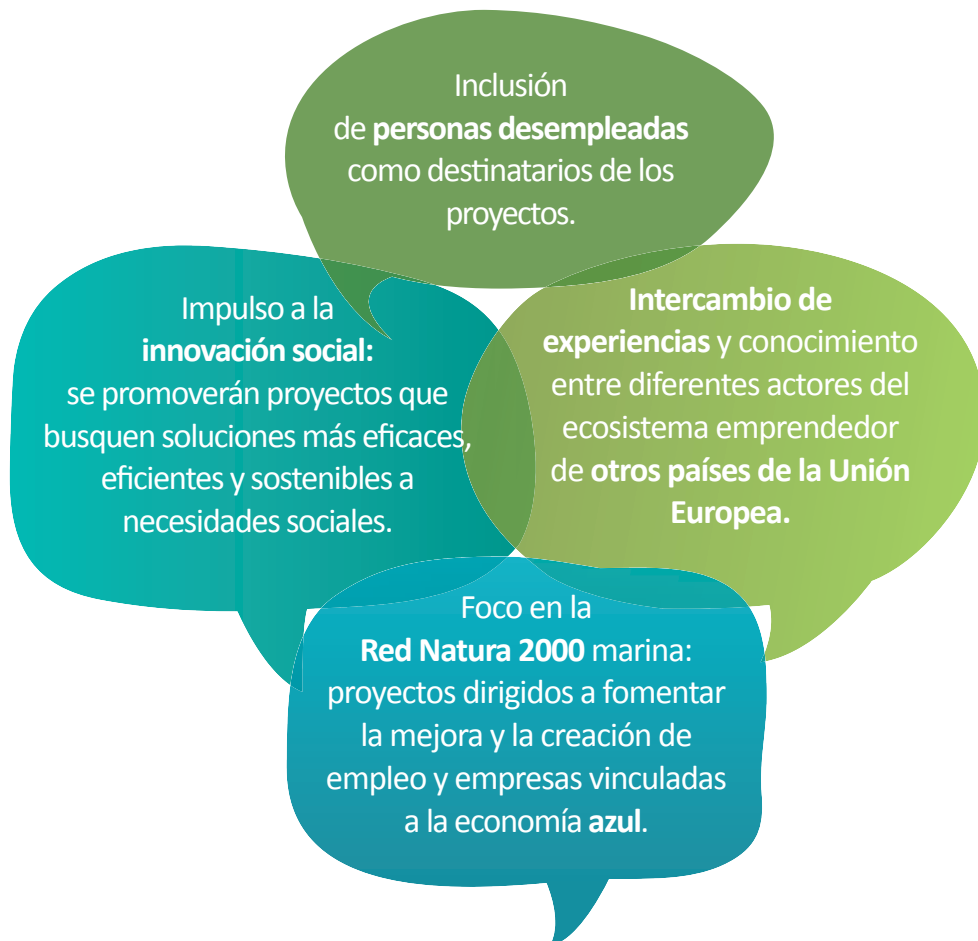 Inclusión
de personas desempleadas
como destinatarios de los
proyectos.
Impulso a la
innovación social:
se promoverán proyectos que
busquen soluciones más eficaces,
eficientes y sostenibles a
necesidades sociales.
Intercambio de
experiencias y conocimiento
entre diferentes actores del
ecosistema emprendedor
de otros países de la Unión
Europea.
Foco en la
Red Natura 2000 marina:
proyectos dirigidos a fomentar
la mejora y la creación de
empleo y empresas vinculadas
a la economía azul.